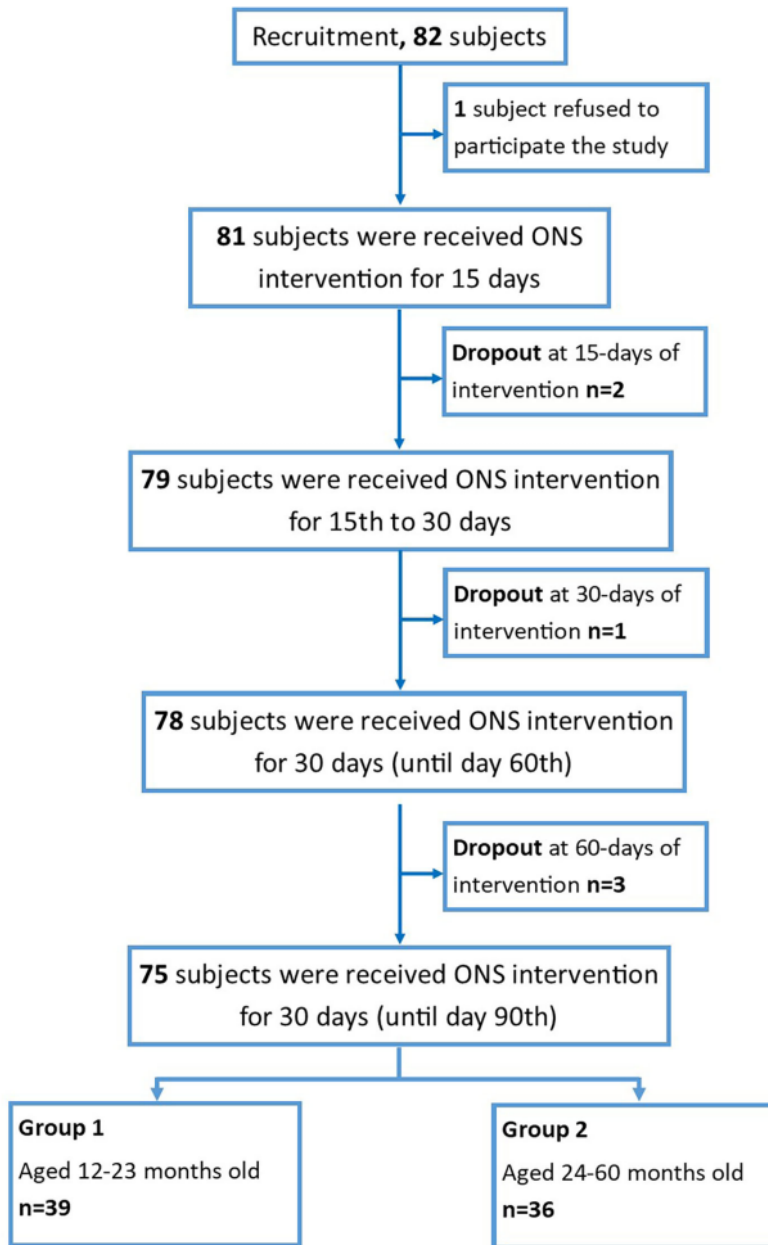 Recruitment, 82 subjects
1 subject refused to
participate the study
81 subjects were received ONS
intervention for 15 days
Dropout at 15-days of
intervention n=2
79 subjects were received ONS intervention
for 15th to 30 days
Dropout at 30-days of
intervention n=1
78 subjects were received ONS intervention
for 30 days (until day 60th)
Dropout at 60-days of
intervention n=3
75 subjects were received ONS intervention
for 30 days (until day 90th)
Group 1
Aged 12-23 months old
n=39
Group 2
Aged 24-60 months old
n=36